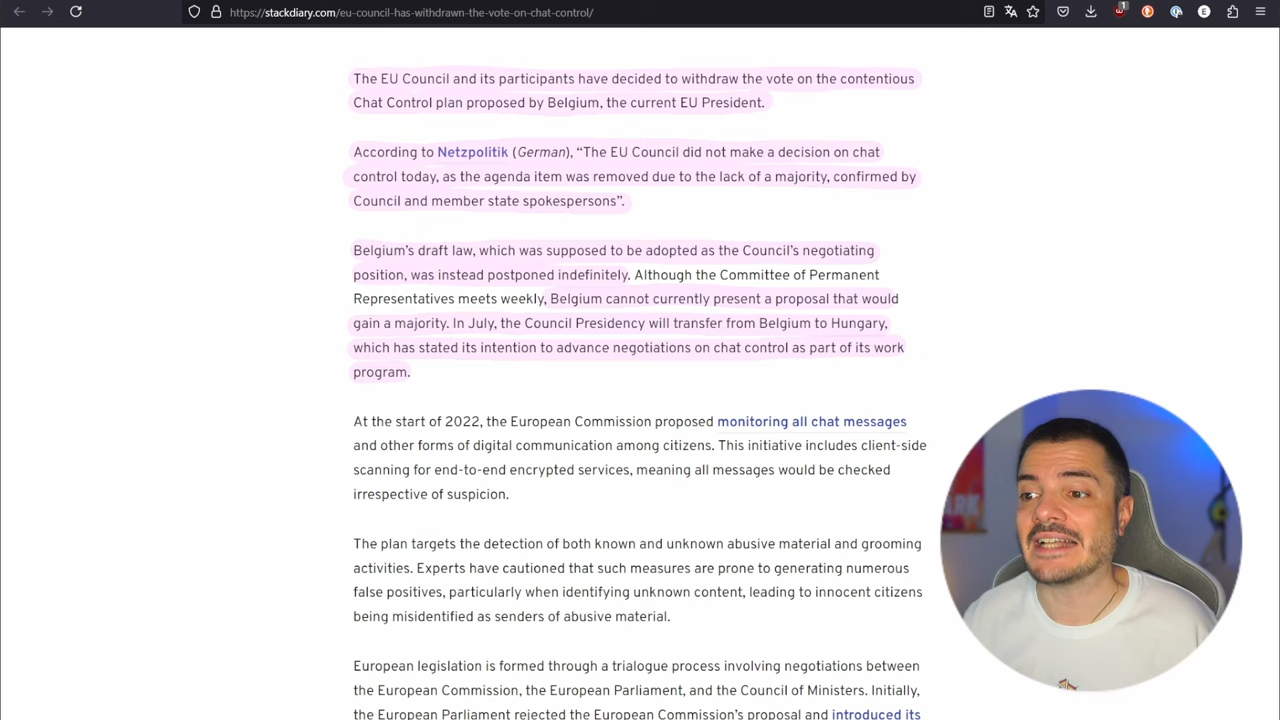 https://stackdiary.com/eu-council-has-withdrawn-the-vote-on-chat-control/
1
E
The EU Council and its participants have decided to withdraw the vote on the contentious
Chat Control plan proposed by Belgium, the current EU President.
According to Netzpolitik (German), “The EU Council did not make a decision on chat
control today, as the agenda item was removed due to the lack of a majority, confirmed by
Council and member state spokespersons”.
Belgium’s draft law, which was supposed to be adopted as the Council’s negotiating
position, was instead postponed indefinitely. Although the Committee of Permanent
Representatives meets weekly, Belgium cannot currently present a proposal that would
gain a majority. In July, the Council Presidency will transfer from Belgium to Hungary,
which has stated its intention to advance negotiations on chat control as part of its work
program.
At the start of 2022, the European Commission proposed monitoring all chat messages
and other forms of digital communication among citizens. This initiative includes client-side
scanning for end-to-end encrypted services, meaning all messages would be checked
irrespective of suspicion.
The plan targets the detection of both known and unknown abusive material and grooming
activities. Experts have cautioned that such measures are prone to generating numerous
false positives, particularly when identifying unknown content, leading to innocent citizens
being misidentified as senders of abusive material.
European legislation is formed through a trialogue process involving negotiations between
the European Commission, the European Parliament, and the Council of Ministers. Initially,
the European Parliament rejected the European Commission’s proposal and introduced its